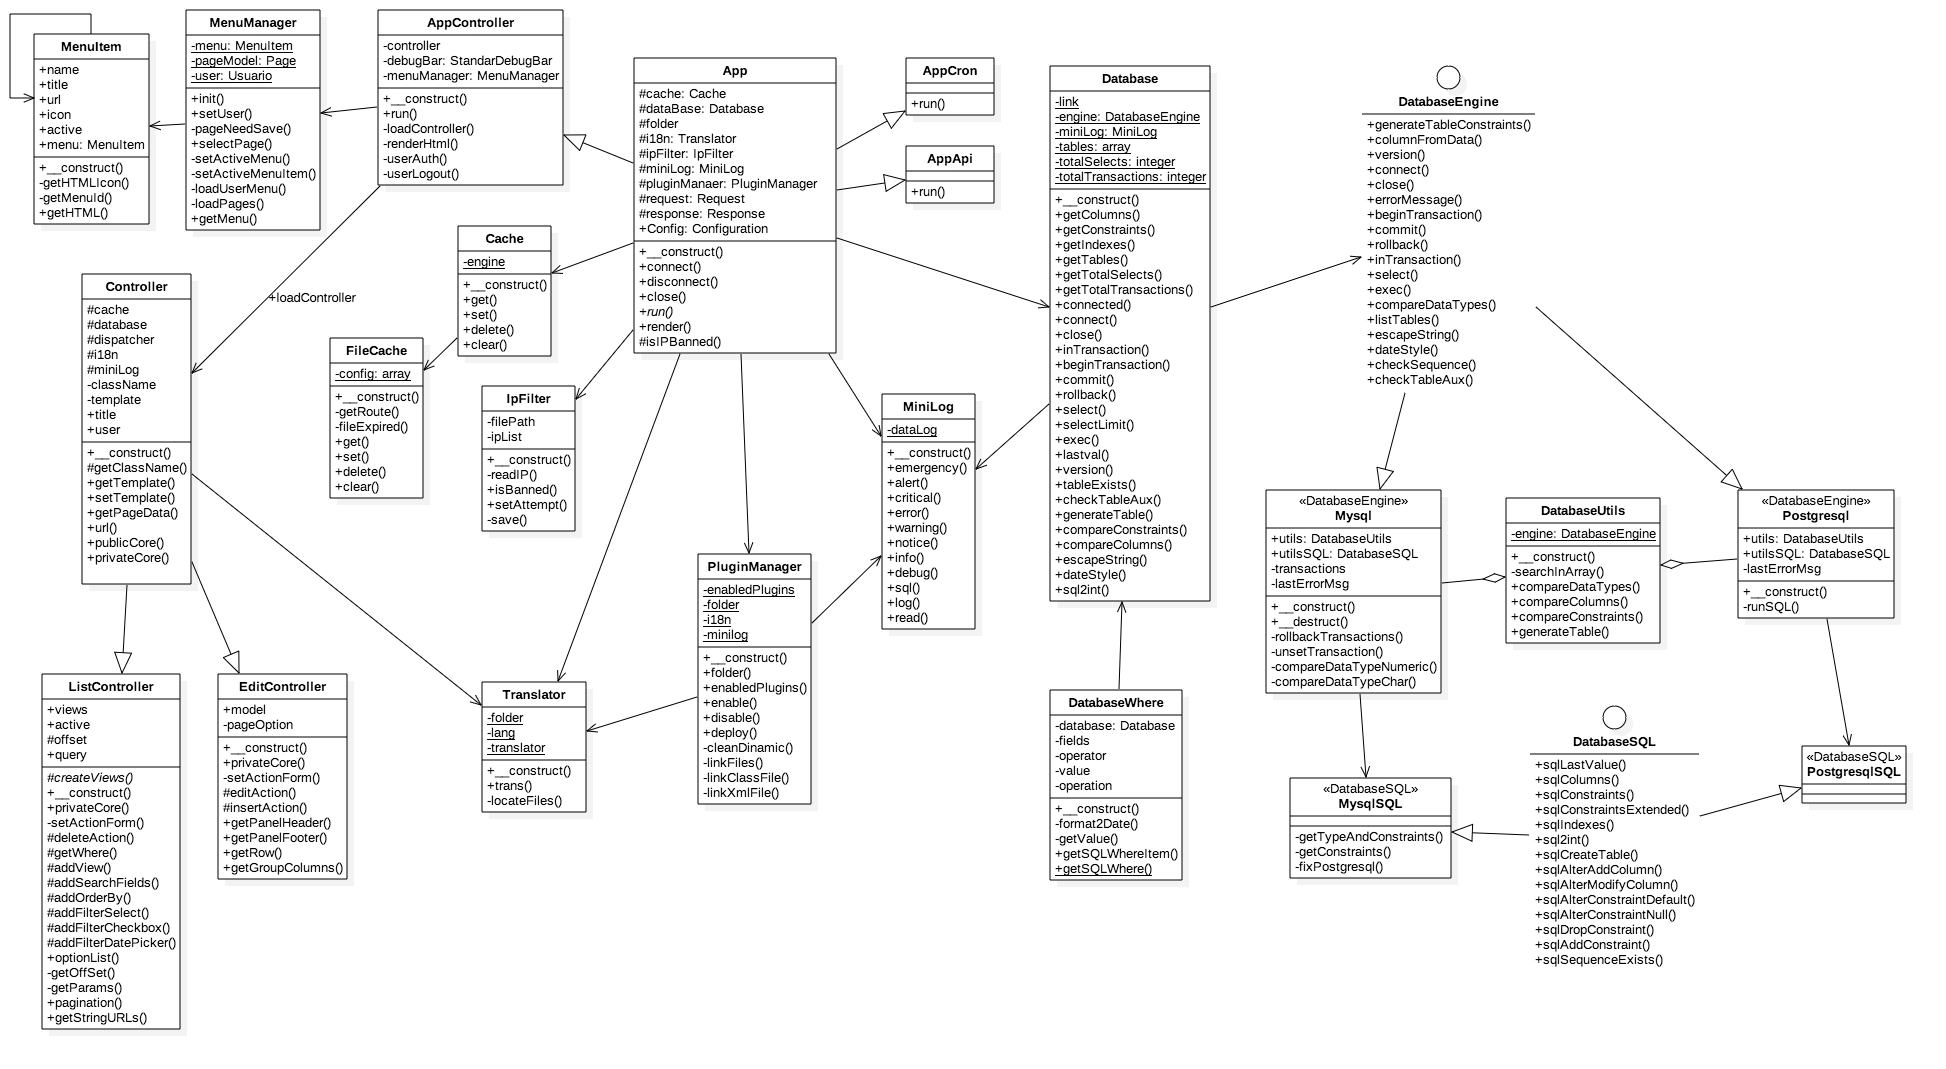 MenuItem
+name
+title
+url
+icon
+active
+menu: MenuItem
+__construct()
-getHTMLIcon()
-getMenuId()
+getHTML()
MenuManager
-menu: MenuItem
-pageModel: Page
-user: Usuario
+init()
+setUser()
-pageNeedSave()
+selectPage()
-setActiveMenu()
-setActiveMenuItem()
-loadUserMenu()
-loadPages()
+getMenu()
AppController
-controller
-debugBar: StandarDebugBar
-menuManager: MenuManager
+__construct()
+run()
-loadController()
-renderHtml()
-userAuth()
-userLogout()
App
#cache: Cache
#dataBase: Database
#folder
#i18n: Translator
#ipFilter: IpFilter
#miniLog: MiniLog
#pluginManaer: PluginManager
#request: Request
#response: Response
+Config: Configuration
+__construct()
+connect()
+disconnect()
+close()
+run()
+render()
#isIPBanned()
AppCron
+run()
AppApi
+run()
Database
-link
-engine: DatabaseEngine
-miniLog: MiniLog
-tables: array
-totalSelects: integer
-totalTransactions: integer
+__construct()
+getColumns()
+getConstraints()
+getIndexes()
+getTables()
+getTotalSelects()
+getTotalTransactions()
+connected()
+connect()
+close()
+inTransaction()
+beginTransaction()
+commit()
+rollback()
+select()
+selectLimit()
+exec()
+lastval()
+version()
+tableExists()
+checkTableAux()
+generateTable()
+compareConstraints()
+compareColumns()
+escapeString()
+dateStyle()
+sql2int()
DatabaseEngine
+generateTableConstraints()
+columnFromData()
+version()
+connect()
+close()
+errorMessage()
+beginTransaction()
+commit()
+rollback()
+inTransaction()
+select()
+exec()
+compareDataTypes()
+listTables()
+escapeString()
+dateStyle()
+checkSequence()
+checkTableAux()
Cache
-engine
+__construct()
+get()
+set()
+delete()
+clear()
Controller
#cache
#database
#dispatcher
#i18n
#miniLog
-className
-template
+title
+user
+__construct()
#getClassName()
+getTemplate()
+setTemplate()
+getPageData()
+url()
+publicCore()
+privateCore()
+loadController
FileCache
-config: array
+__construct()
-getRoute()
-fileExpired()
+get()
+set()
+delete()
+clear()
IpFilter
-filePath
-ipList
+__construct()
-readIP()
+isBanned()
+setAttempt()
-save()
MiniLog
-dataLog
+__construct()
+emergency()
+alert()
+critical()
+error()
+warning()
+notice()
+info()
+debug()
+sql()
+log()
+read()
«DatabaseEngine»
Mysql
+utils: DatabaseUtils
+utilsSQL: DatabaseSQL
-transactions
-lastErrorMsg
+__construct()
+__destruct()
-rollbackTransactions()
-unsetTransaction()
-compareDataTypeNumeric()
-compareDataTypeChar()
DatabaseUtils
-engine: DatabaseEngine
+__construct()
-searchInArray()
+compareDataTypes()
+compareColumns()
+compareConstraints()
+generateTable()
«DatabaseEngine»
Postgresql
+utils: DatabaseUtils
+utilsSQL: DatabaseSQL
-lastErrorMsg
+__construct()
-runSQL()
PluginManager
-enabledPlugins
-folder
-i18n
-minilog
+__construct()
+folder()
+enabledPlugins()
+enable()
+disable()
+deploy()
-cleanDinamic()
-linkFiles()
-linkClassFile()
-linkXmlFile()
ListController
+views
+active
#offset
+query
#createViews()
+__construct()
+privateCore()
-setActionForm()
#deleteAction()
#getWhere()
#addView()
#addSearchFields()
#addOrderBy()
#addFilterSelect()
#addFilterCheckbox()
#addFilterDatePicker()
+optionList()
-getOffSet()
-getParams()
+pagination()
+getStringURLs()
EditController
+model
-pageOption
+__construct()
+privateCore()
-setActionForm()
#editAction()
#insertAction()
+getPanelHeader()
+getPanelFooter()
+getRow()
+getGroupColumns()
Translator
-folder
-lang
-translator
+__construct()
+trans()
-locateFiles()
DatabaseWhere
-database: Database
-fields
-operator
-value
-operation
+__construct()
-format2Date()
-getValue()
+getSQLWhereItem()
+getSQLWhere()
«DatabaseSQL»
MysqlSQL
-getTypeAndConstraints()
-getConstraints()
-fixPostgresql()
DatabaseSQL
+sqlLastValue()
+sqlColumns()
+sqlConstraints()
+sqlConstraintsExtended()
+sqlIndexes()
+sql2int()
+sqlCreateTable()
+sqlAlterAddColumn()
+sqlAlterModifyColumn()
+sqlAlterConstraintDefault()
+sqlAlterConstraintNull()
+sqlDropConstraint()
+sqlAddConstraint()
+sqlSequenceExists()
«DatabaseSQL»
PostgresqlSQL